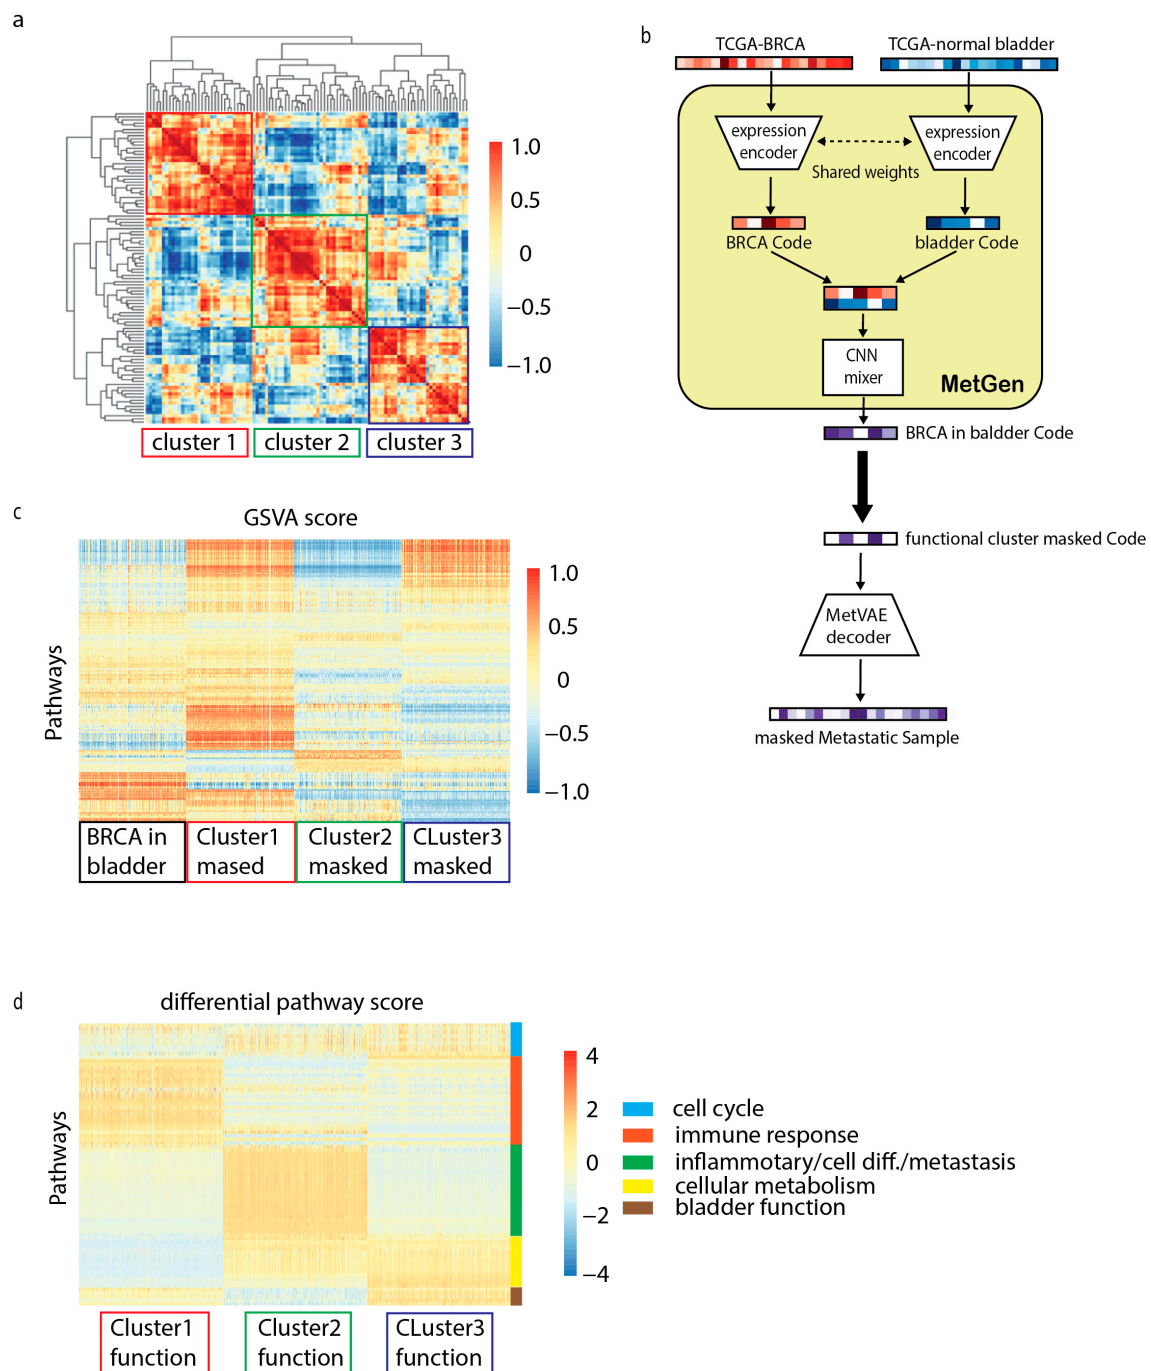 a
1.0
0.5
0
−0.5
−1.0
cluster 1
cluster 2
cluster 3
b
TCGA-BRCA
TCGA-normal bladder
expression
encoder
expression
encoder
Shared weights
BRCA Code
bladder Code
CNN
mixer
MetGen
BRCA in baldder Code
functional cluster masked Code
MetVAE
decoder
masked Metastatic Sample
c
GSVA score
Pathways
1.0
0.5
0
−0.5
−1.0
BRCA in
bladder
Cluster1
mased
Cluster2
masked
CLuster3
masked
d
differential pathway score
Pathways
4
2
0
−2
−4
cell cycle
immune response
inflammotary/cell diff./metastasis
cellular metabolism
bladder function
Cluster1
function
Cluster2
function
CLuster3
function